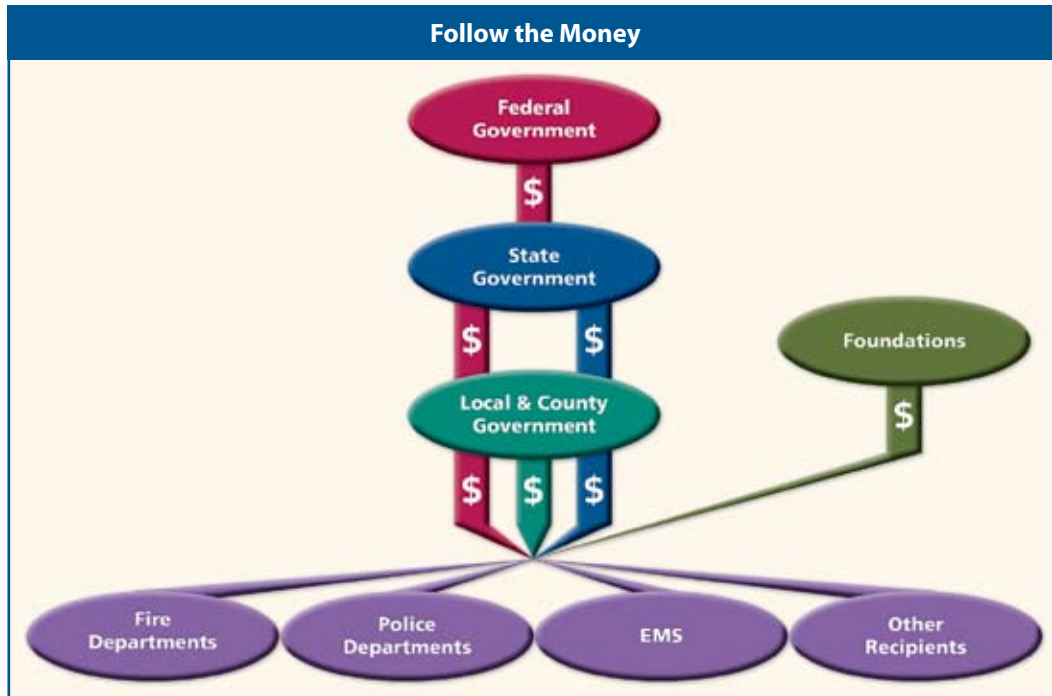 Follow the Money
Federal
Government
$
State
Government
$ $
Local & County
Government
$ $ $
Foundations
$
Fire
Departments
Police
Departments
EMS
Other
Recipients